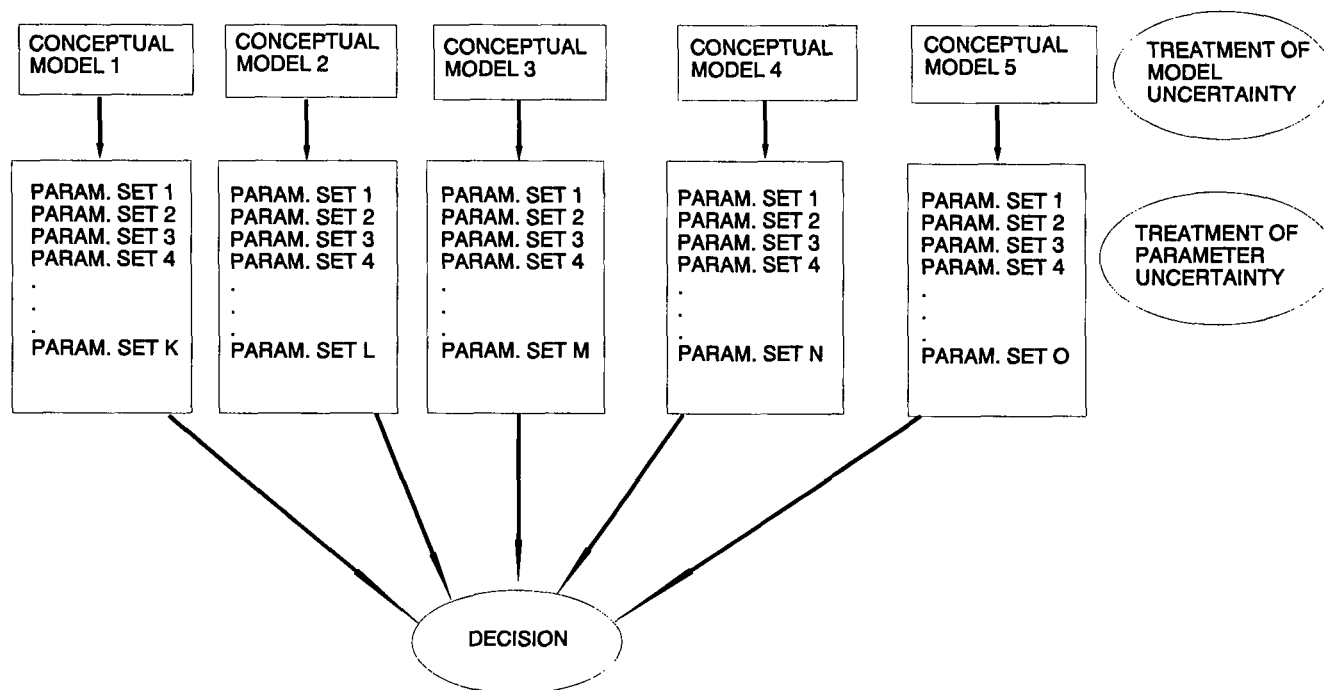 CONCEPTUAL
MODEL 1
CONCEPTUAL
MODEL 2
CONCEPTUAL
MODEL 3
CONCEPTUAL
MODEL 4
CONCEPTUAL
MODEL 5
TREATMENT OF
MODEL
UNCERTAINTY
PARAM. SET 1
PARAM. SET 2
PARAM. SET 3
PARAM. SET 4
.
.
.
PARAM. SET K
PARAM. SET 1
PARAM. SET 2
PARAM. SET 3
PARAM. SET 4
.
.
.
PARAM. SET L
PARAM. SET 1
PARAM. SET 2
PARAM. SET 3
PARAM. SET 4
.
.
.
PARAM. SET M
PARAM. SET 1
PARAM. SET 2
PARAM. SET 3
PARAM. SET 4
.
.
.
PARAM. SET N
PARAM. SET 1
PARAM. SET 2
PARAM. SET 3
PARAM. SET 4
.
.
.
PARAM. SET O
TREATMENT OF
PARAMETER
UNCERTAINTY
DECISION